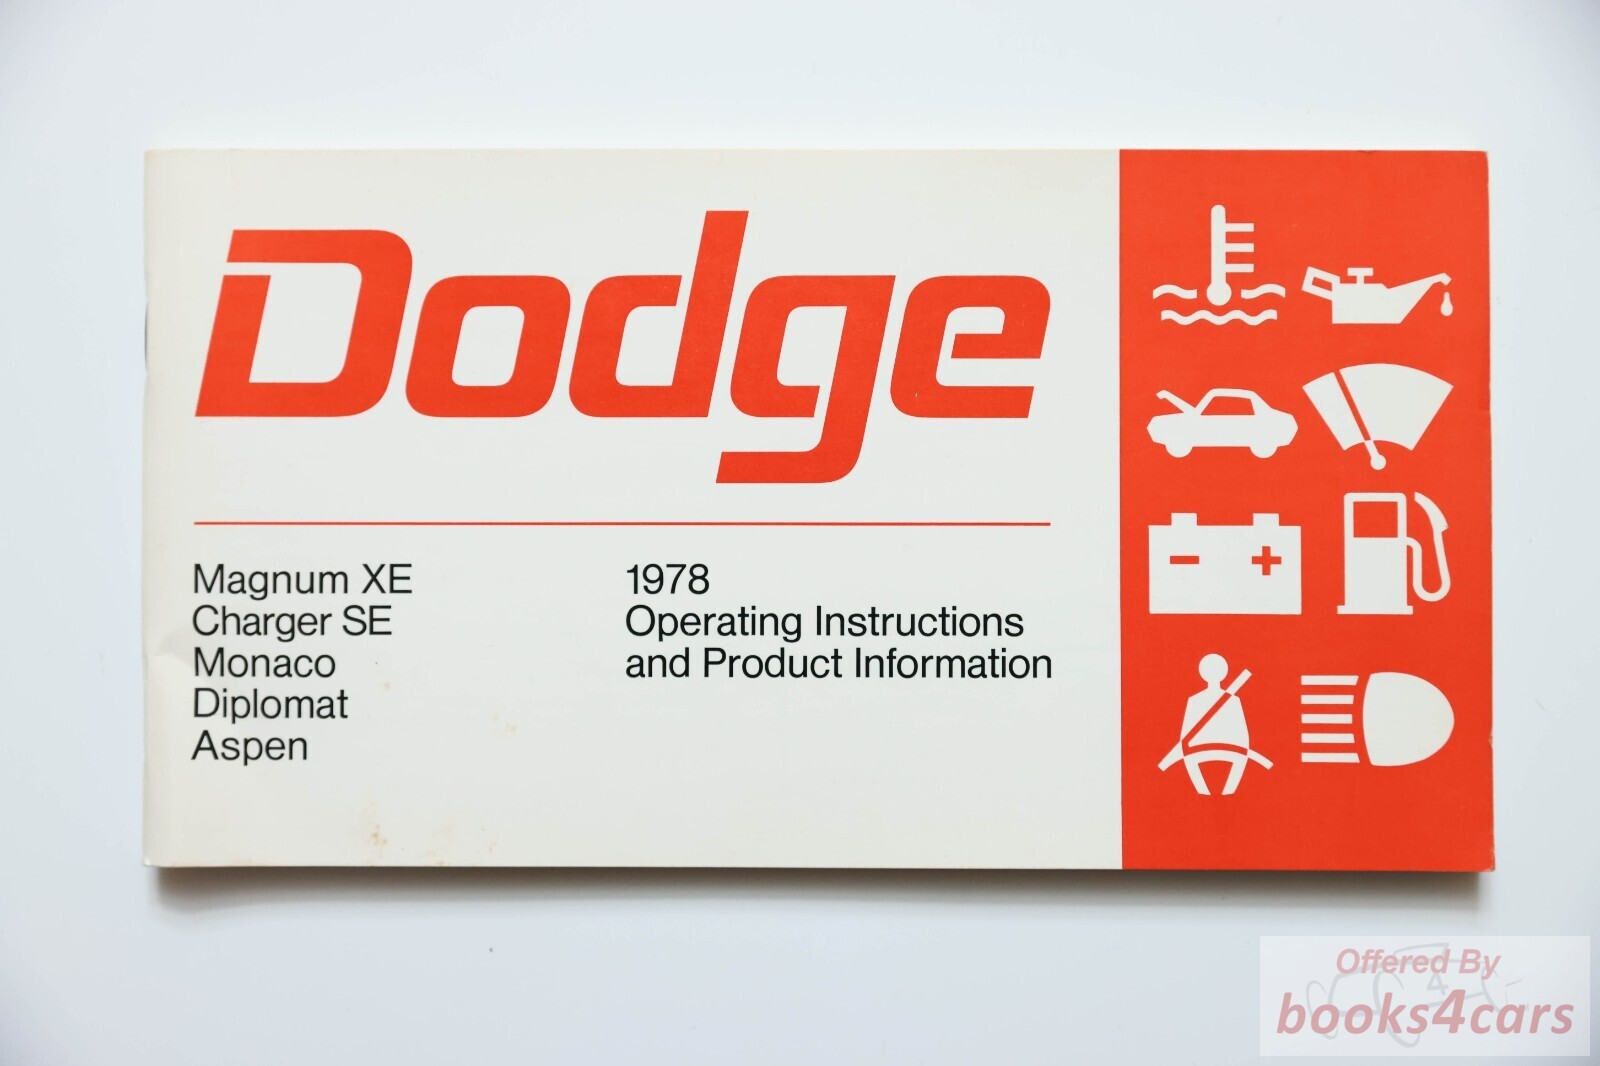 Dodge
Magnum XE
Charger SE
Monaco
Diplomat
Aspen
1978
Operating Instructions
and Product Information
Offered By
books4cars